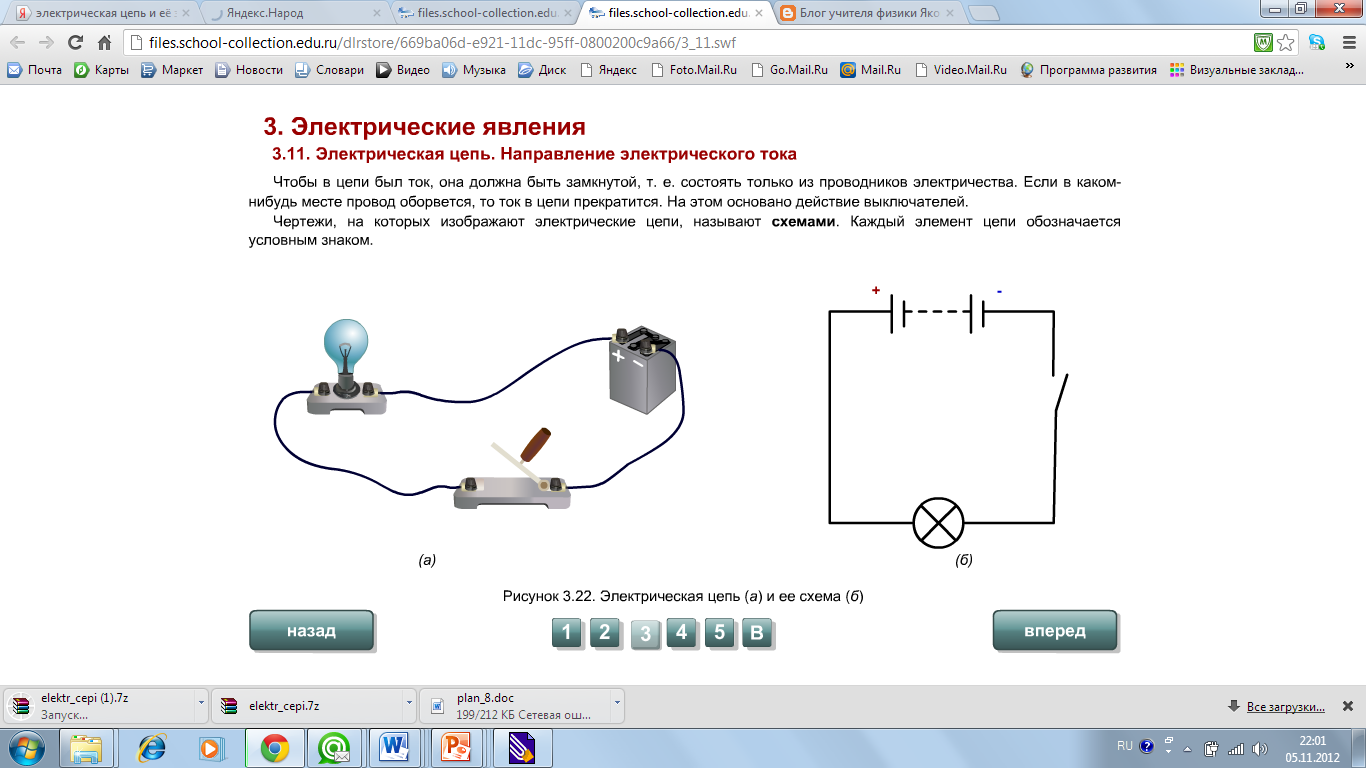 электрическая цепь и её з
Яндекс.Народ
files.school-collection.edu.
files.school-collection.edu.
Блог учителя физики Яко
files.school-collection.edu.ru/dlrstore/669ba06d-e921-11dc-95ff-0800200c9a66/3_11.swf
Почта Карты Маркет Новости Словари Видео Музыка Диск Яндекс Foto.Mail.Ru Go.Mail.Ru Mail.Ru Video.Mail.Ru Программа развития Визуальные заклад... »
3. Электрические явления
3.11. Электрическая цепь. Направление электрического тока
Чтобы в цепи был ток, она должна быть замкнутой, т. е. состоять только из проводников электричества. Если в каком-
нибудь месте провод оборвется, то ток в цепи прекратится. На этом основано действие выключателей.
Чертежи, на которых изображают электрические цепи, называют схемами. Каждый элемент цепи обозначается
условным знаком.
+ -
+ -
(а) (б)
Рисунок 3.22. Электрическая цепь (а) и ее схема (б)
назад 1 2 3 4 5 В вперед
elektr_cepi (1).7z
Запуск...
elektr_cepi.7z
plan_8.doc
199/212 КБ Сетевая ош...
Все загрузки...
RU
22:01
05.11.2012